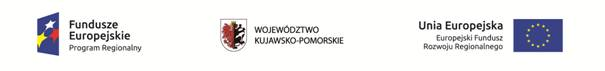 Fundusze
Europejskie
Program Regionalny
WOJEWÓDZTWO
KUJAWSKO-POMORSKIE
Unia Europejska
Europejski Fundusz
Rozwoju Regionalnego